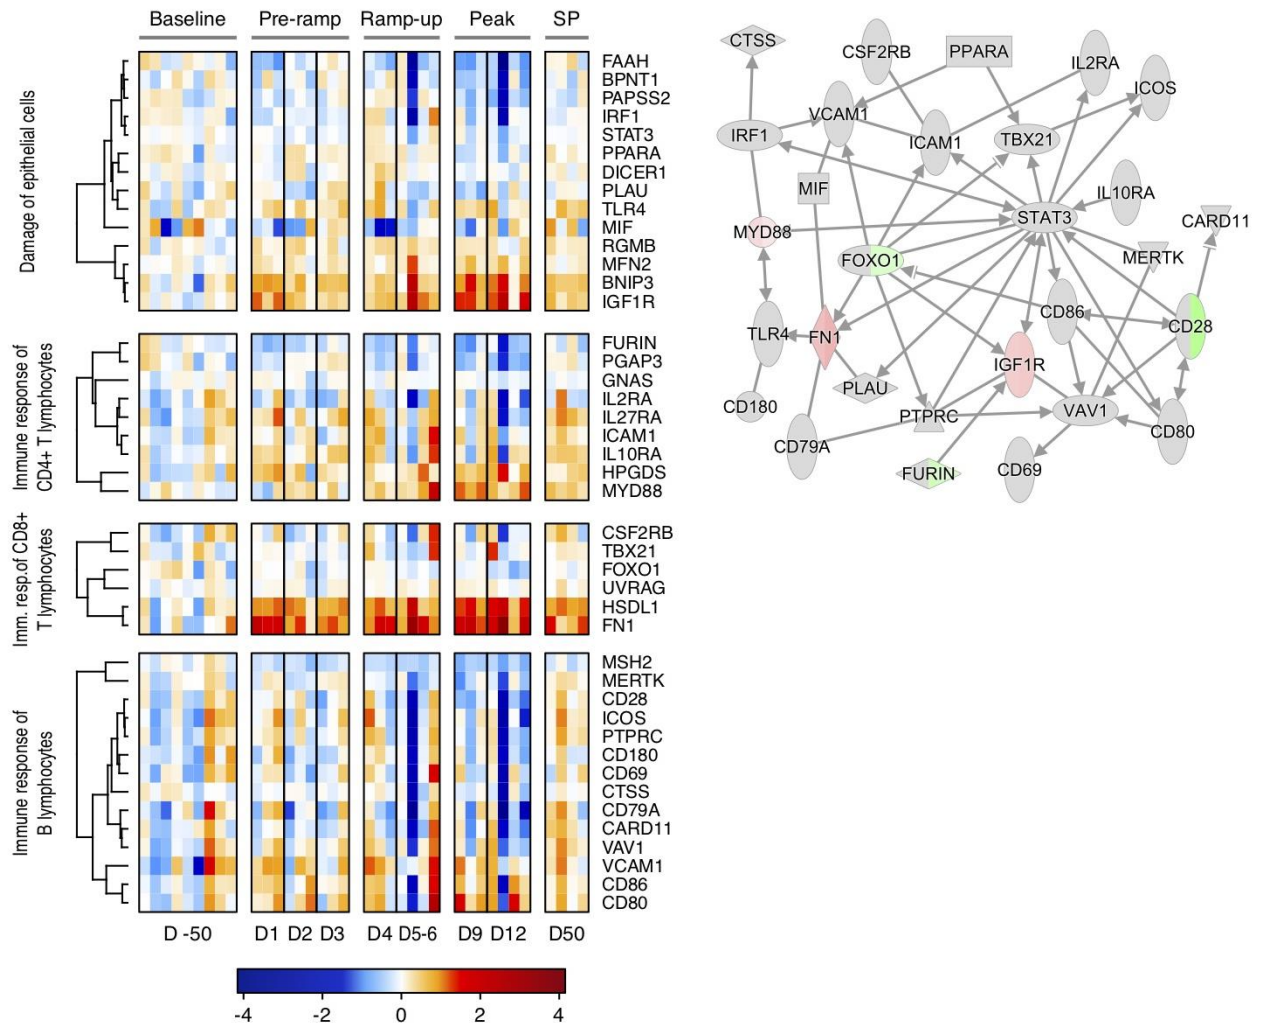 Baseline Pre-ramp Ramp-up Peak SP
Damage of epithelial cells
FAAH
BPNT1
PAPSS2
IRF1
STAT3
PPARA
DICER1
PLAU
TLR4
MIF
RGMB
MFN2
BNIP3
IGF1R
Immune response of
CD4+ T lymphocytes
FURIN
PGAP3
GNAS
IL2RA
IL27RA
ICAM1
IL10RA
HPGDS
MYD88
Imm. resp.of CD8+
T lymphocytes
CSF2RB
TBX21
FOXO1
UVRAG
HSDL1
FN1
Immune response of
B lymphocytes
MSH2
MERTK
CD28
ICOS
PTPRC
CD180
CD69
CTSS
CD79A
CARD11
VAV1
VCAM1
CD86
CD80
D -50 D1 D2 D3 D4 D5-6 D9 D12 D50
-4 -2 0 2 4
CTSS
CSF2RB
PPARA
IL2RA
ICOS
VCAM1
IRF1
ICAM1
TBX21
MIF
IL10RA
STAT3
CARD11
MYD88
FOXO1
MERTK
CD86
CD28
TLR4
FN1
IGF1R
PLAU
CD180
PTPRC
VAV1
CD79A
CD80
FURIN
CD69